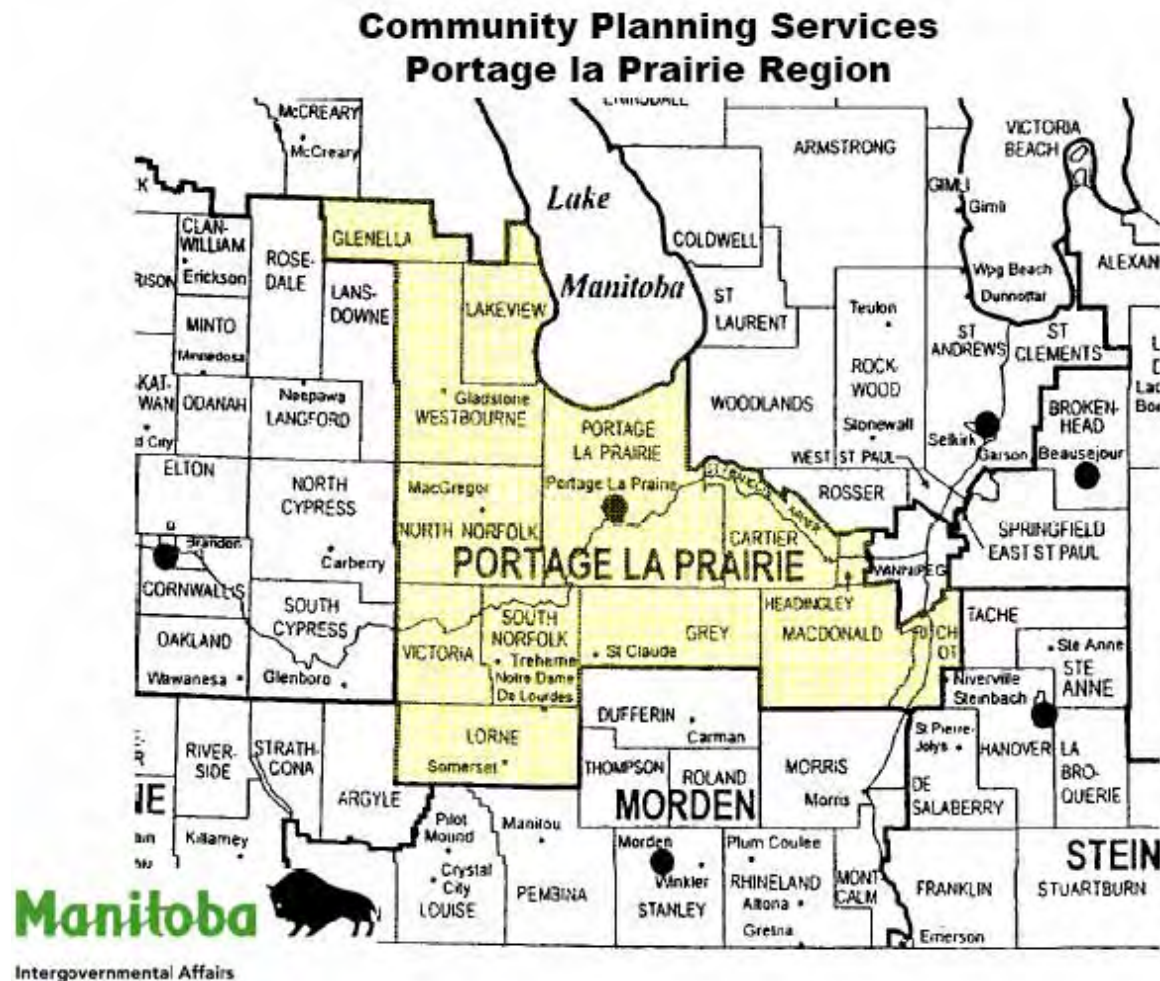 Community Planning Services
Portage la Prairie Region
McCREARY
McCreary
ARMSTRONG
VICTORIA
BEACH
Lake
Manitoba
GIMLI
Gimli
CLAN-
WILLIAM
Erickson
GLENELLA
ROSE-
DALE
COLDWELL
Wpg Beach
Dunnottar
ALEXAN
LANS-
DOWNE
LAKEVIEW
ST
LAURENT
Teulon
MINTO
Minnedosa
ST
ANDREWS
ST
CLEMENTS
ROCK-
WOOD
KAT-
WAN
ODANAH
Neepawa
LANGFORD
Gladstone
WESTBOURNE
WOODLANDS
BROKEN-
HEAD
Beausejour
PORTAGE
LA PRAIRIE
Stonewall
Selkirk
Garson
d City
ELTON
WEST ST PAUL
NORTH
CYPRESS
MacGregor
Portage La Prairie
ROSSER
NORTH NORFOLK
CARTIER
SPRINGFIELD
EAST ST PAUL
Brandon
Carberry
PORTAGE LA PRAIRIE
WINNIPEG
CORNWALLIS
SOUTH
CYPRESS
HEADINGLEY
MACDONALD
TACHE
OAKLAND
VICTORIA
SOUTH
NORFOLK
Treherne
Notre Dame
De Lourdes
GREY
St Claude
RITCH
OT
Ste Anne
STE
ANNE
Wawanesa
Glenboro
Niverville
Steinbach
DUFFERIN
Carman
LORNE
Somerset
St Pierre-
Jolys
HANOVER
LA
BRO-
QUERIE
RIVER-
SIDE
STRATH-
CONA
ARGYLE
THOMPSON
ROLAND
MORRIS
Morris
DE
SALABERRY
MORDEN
Killarney
Pilot
Mound
Manitou
Morden
Winkler
Plum Coulee
STEIN
Crystal
City
LOUISE
PEMBINA
STANLEY
RHINELAND
Altona
Gretna
MONT
CALM
FRANKLIN
Emerson
STUARTBURN
Manitoba
Intergovernmental Affairs